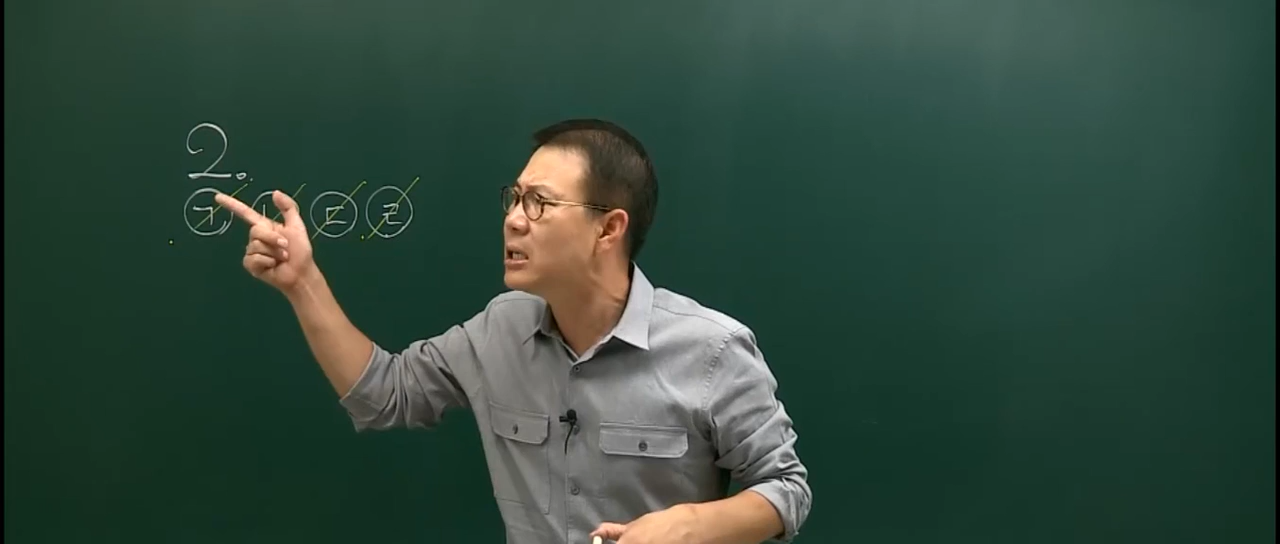 2.
㉠ ㉡ ㉢ ㉣